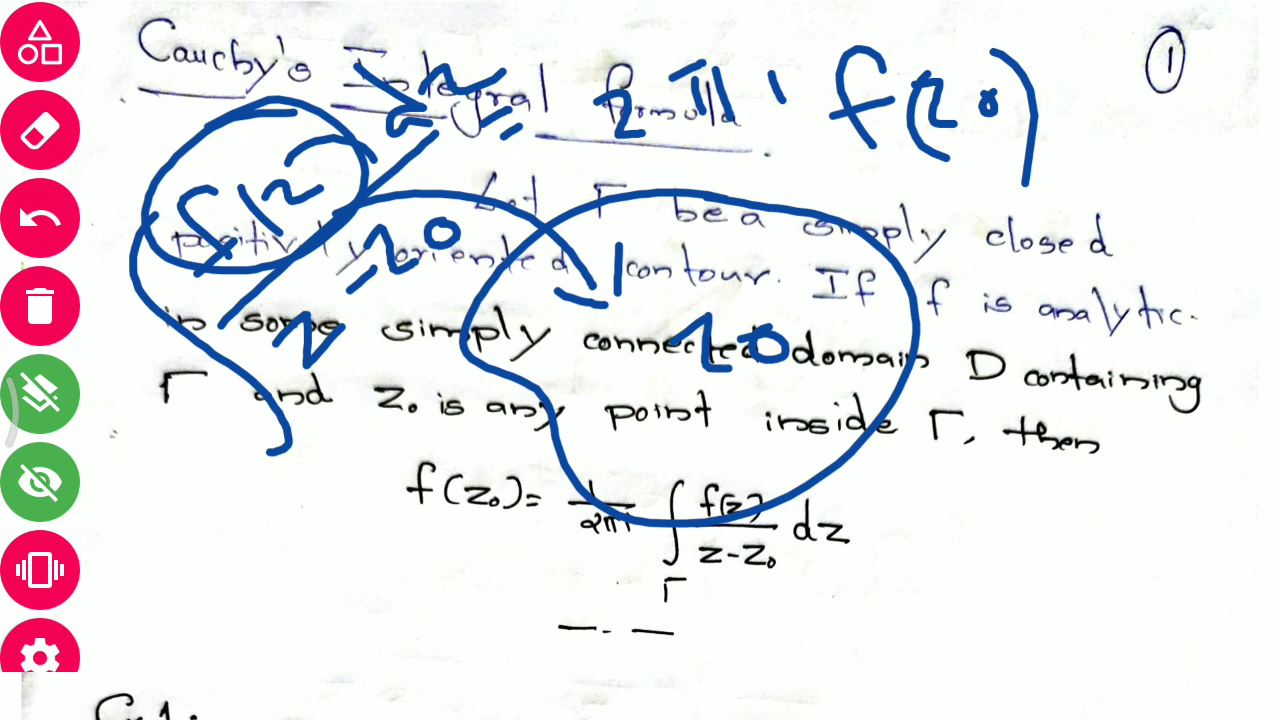 Cauchy's Integral formula
①
2πi f(z0)
Let Γ be a simply closed
positively oriented contour. If f is analytic.
in some simply connected domain D containing
Γ and z₀ is any point inside Γ, then
f(z₀) = 1/2πi ∫Γ f(z)/z-z₀ dz
f(z)
z-z0
z0
z